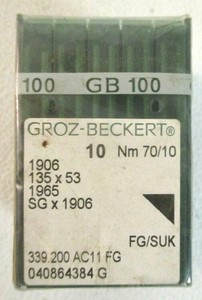 100 GB 100
GROZ-BECKERT®
10 Nm 70/10
1906
135 x 53
1965
SG x 1906
FG/SUK
339.200 AC11 FG
040864384 G